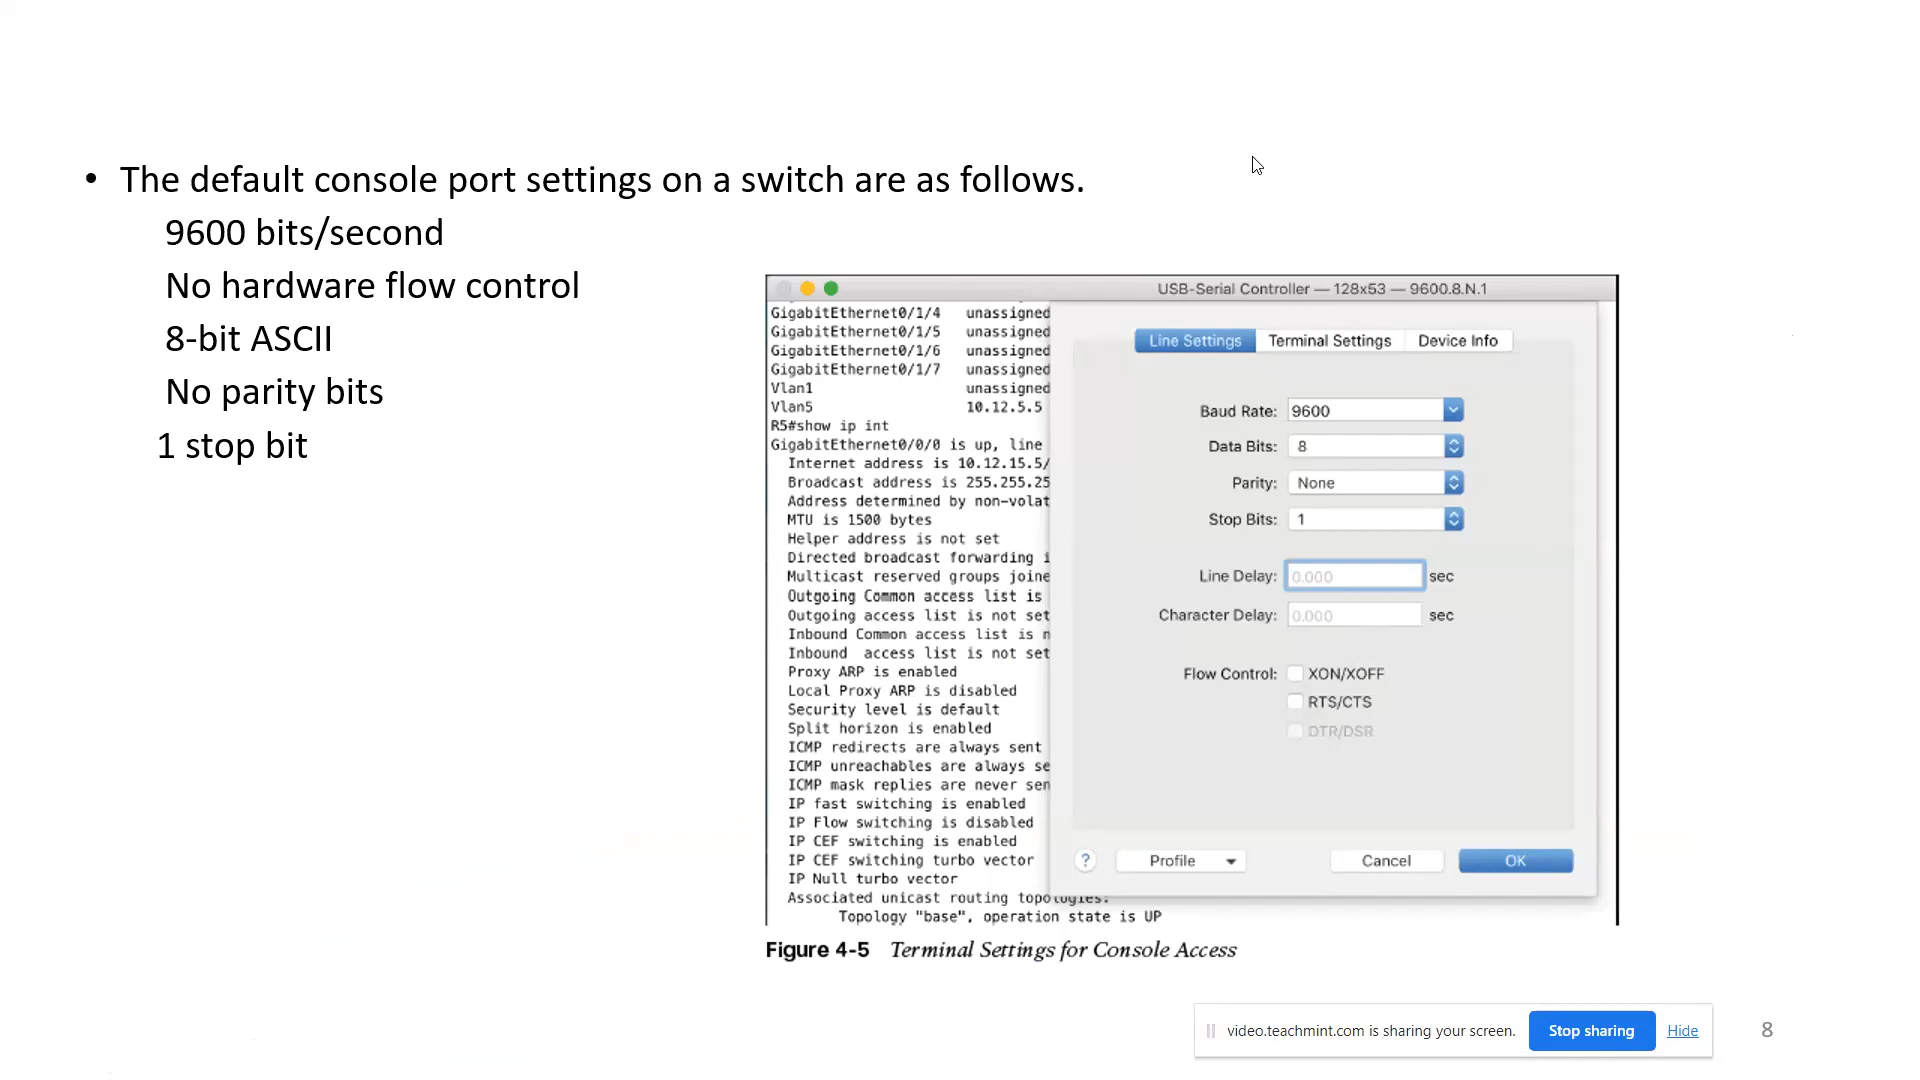 • The default console port settings on a switch are as follows.
9600 bits/second
No hardware flow control
8-bit ASCII
No parity bits
1 stop bit
USB-Serial Controller — 128x53 — 9600.8.N.1
GigabitEthernet0/1/4 unassigned
GigabitEthernet0/1/5 unassigned
GigabitEthernet0/1/6 unassigned
GigabitEthernet0/1/7 unassigned
Vlan1 unassigned
Vlan5 10.12.5.5
R5#show ip int
GigabitEthernet0/0/0 is up, line
Internet address is 10.12.15.5/
Broadcast address is 255.255.25
Address determined by non-volat
MTU is 1500 bytes
Helper address is not set
Directed broadcast forwarding i
Multicast reserved groups joine
Outgoing Common access list is
Outgoing access list is not set
Inbound Common access list is n
Inbound access list is not set
Proxy ARP is enabled
Local Proxy ARP is disabled
Security level is default
Split horizon is enabled
ICMP redirects are always sent
ICMP unreachables are always se
ICMP mask replies are never sen
IP fast switching is enabled
IP Flow switching is disabled
IP CEF switching is enabled
IP CEF switching turbo vector
IP Null turbo vector
Associated unicast routing topologies:
Topology "base", operation state is UP
Line Settings Terminal Settings Device Info
Baud Rate: 9600
Data Bits: 8
Parity: None
Stop Bits: 1
Line Delay: 0.000 sec
Character Delay: 0.000 sec
Flow Control: XON/XOFF
RTS/CTS
DTR/DSR
? Profile Cancel OK
Figure 4-5 Terminal Settings for Console Access
video.teachmint.com is sharing your screen. Stop sharing Hide
8